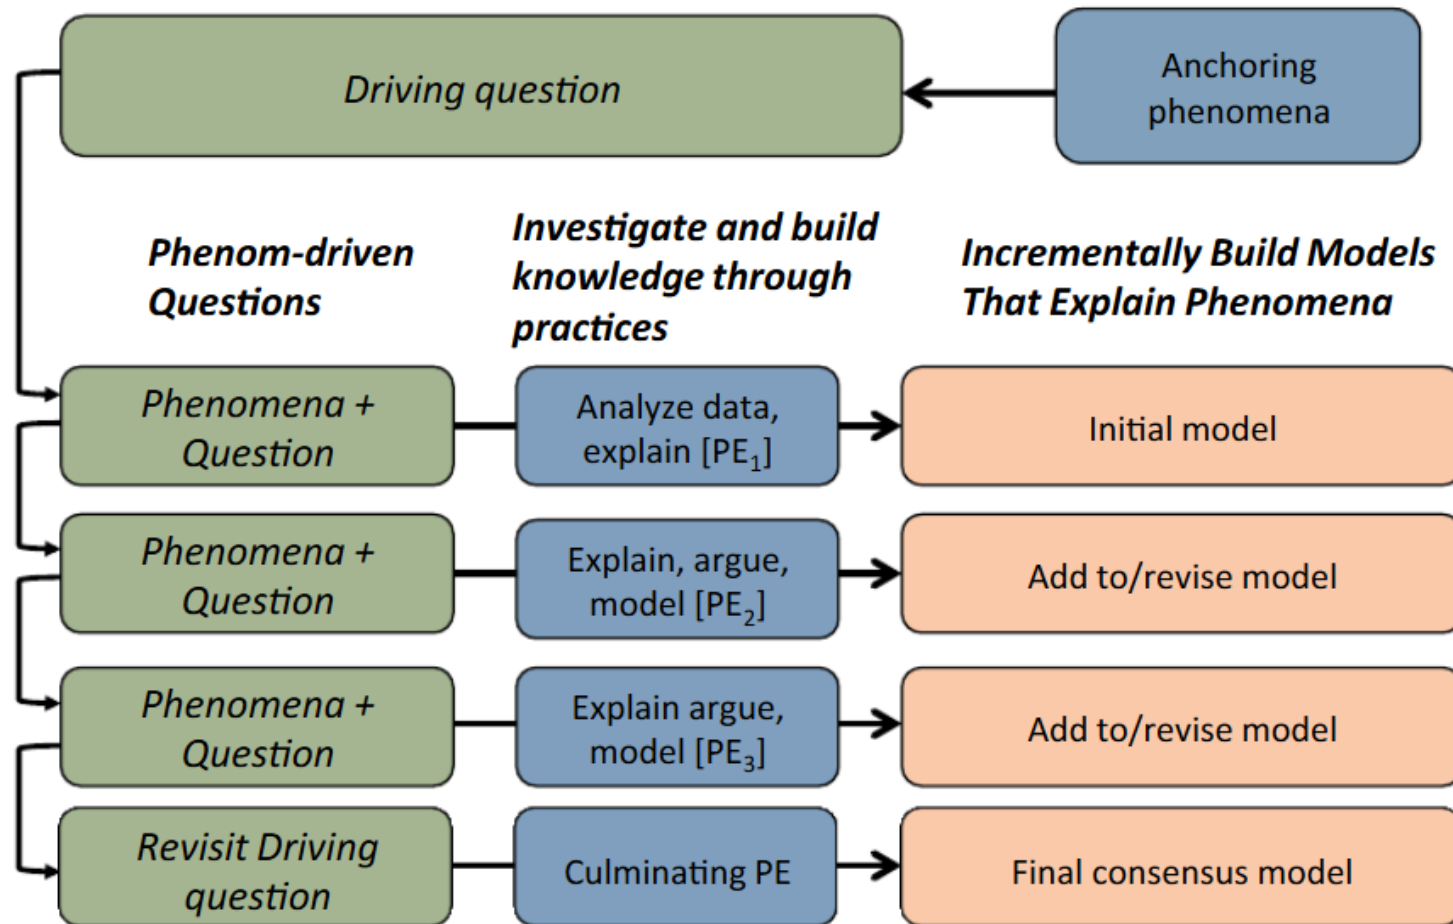 Driving question
Anchoring
phenomena
Phenom-driven
Questions
Investigate and build
knowledge through
practices
Incrementally Build Models
That Explain Phenomena
Phenomena +
Question
Analyze data,
explain [PE₁]
Initial model
Phenomena +
Question
Explain, argue,
model [PE₂]
Add to/revise model
Phenomena +
Question
Explain argue,
model [PE₃]
Add to/revise model
Revisit Driving
question
Culminating PE
Final consensus model